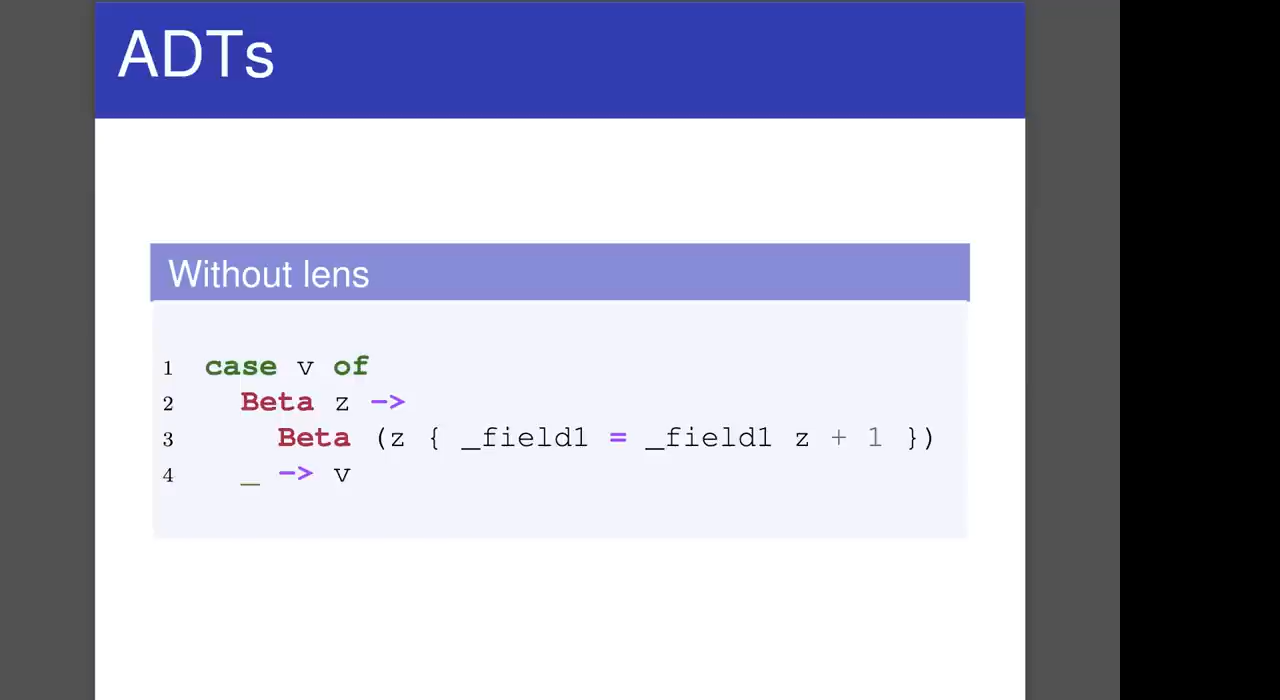 ADTs
Without lens
1 case v of
2 Beta z ->
3 Beta (z { _field1 = _field1 z + 1 })
4 _ -> v